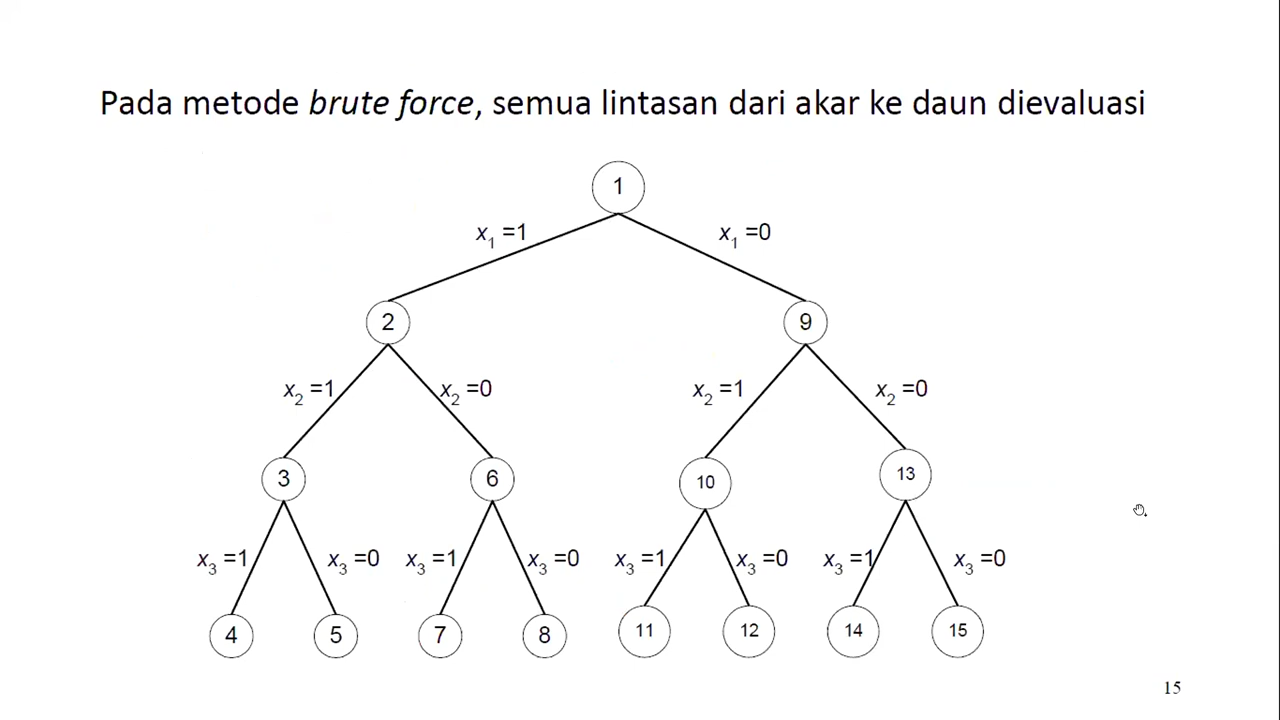 Pada metode brute force, semua lintasan dari akar ke daun dievaluasi
1
x1 =1 x1 =0
2 9
x2 =1 x2 =0 x2 =1 x2 =0
3 6 10 13
x3 =1 x3 =0 x3 =1 x3 =0 x3 =1 x3 =0 x3 =1 x3 =0
4 5 7 8 11 12 14 15
15